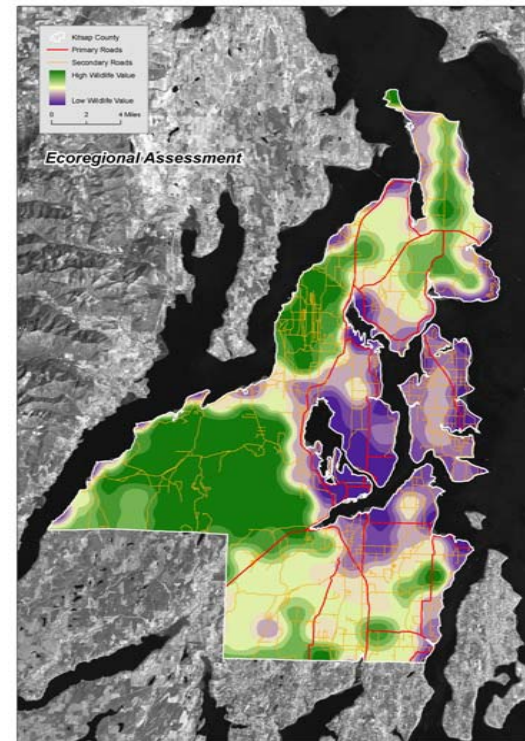 Kitsap County
Primary Roads
Secondary Roads
High Wildlife Value
Low Wildlife Value
0 2 4 Miles
Ecoregional Assessment